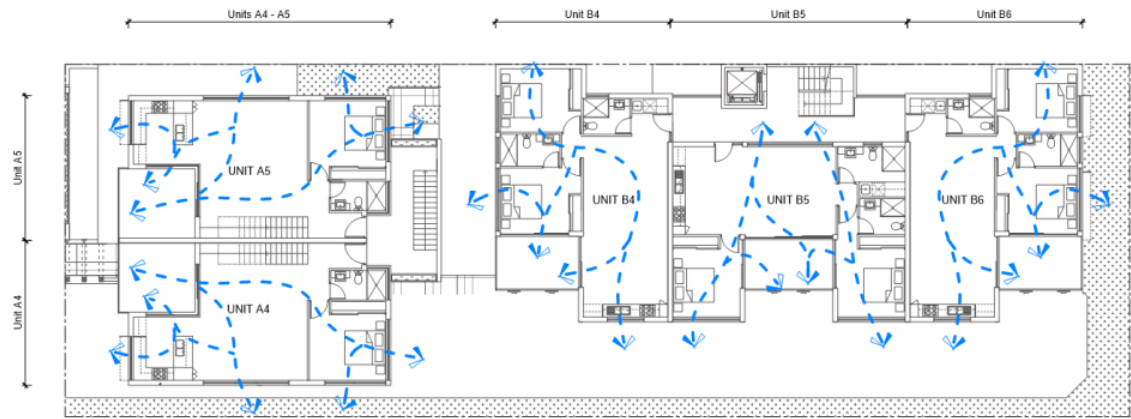 Units A4 - A5
Unit B4
Unit B5
Unit B6
Unit A5
UNIT A5
UNIT B4
UNIT B5
UNIT B6
Unit A4
UNIT A4